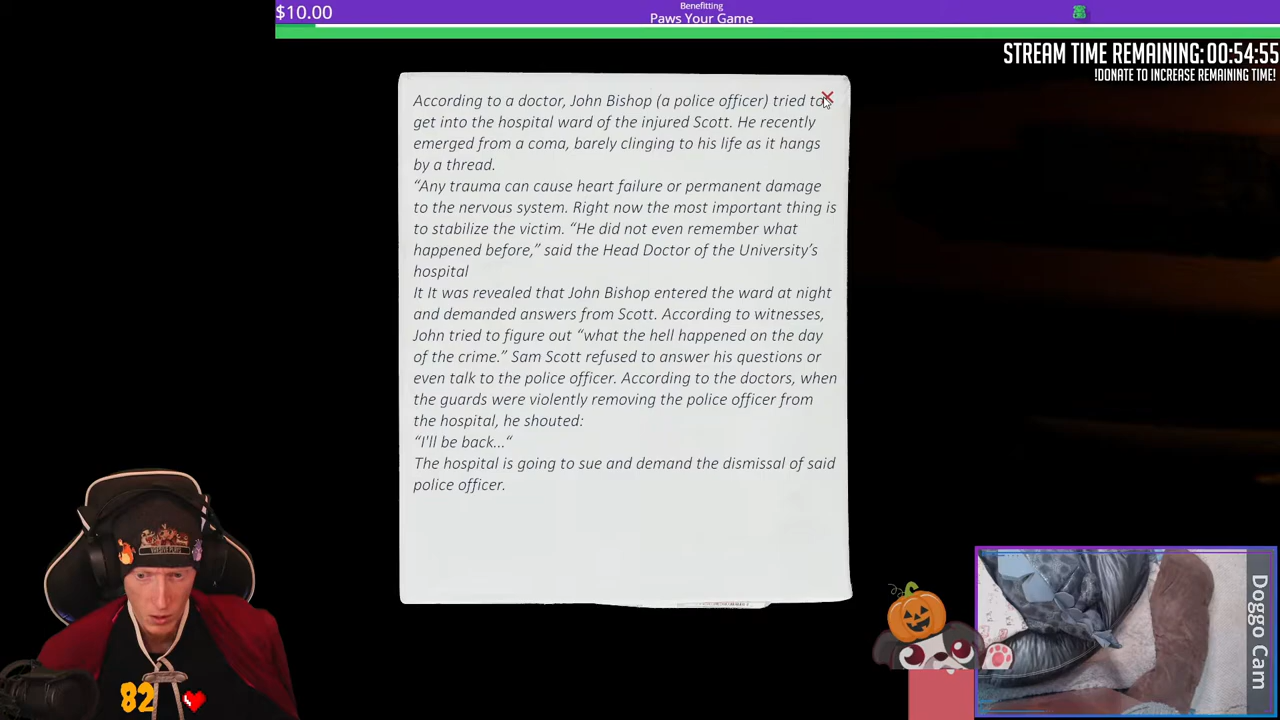 $10.00
Benefitting
Paws Your Game
STREAM TIME REMAINING: 00:54:55
!DONATE TO INCREASE REMAINING TIME!
According to a doctor, John Bishop (a police officer) tried to
get into the hospital ward of the injured Scott. He recently
emerged from a coma, barely clinging to his life as it hangs
by a thread.
“Any trauma can cause heart failure or permanent damage
to the nervous system. Right now the most important thing is
to stabilize the victim. “He did not even remember what
happened before,” said the Head Doctor of the University’s
hospital
It It was revealed that John Bishop entered the ward at night
and demanded answers from Scott. According to witnesses,
John tried to figure out “what the hell happened on the day
of the crime.” Sam Scott refused to answer his questions or
even talk to the police officer. According to the doctors, when
the guards were violently removing the police officer from
the hospital, he shouted:
“I'll be back...“
The hospital is going to sue and demand the dismissal of said
police officer.
82
Doggo Cam